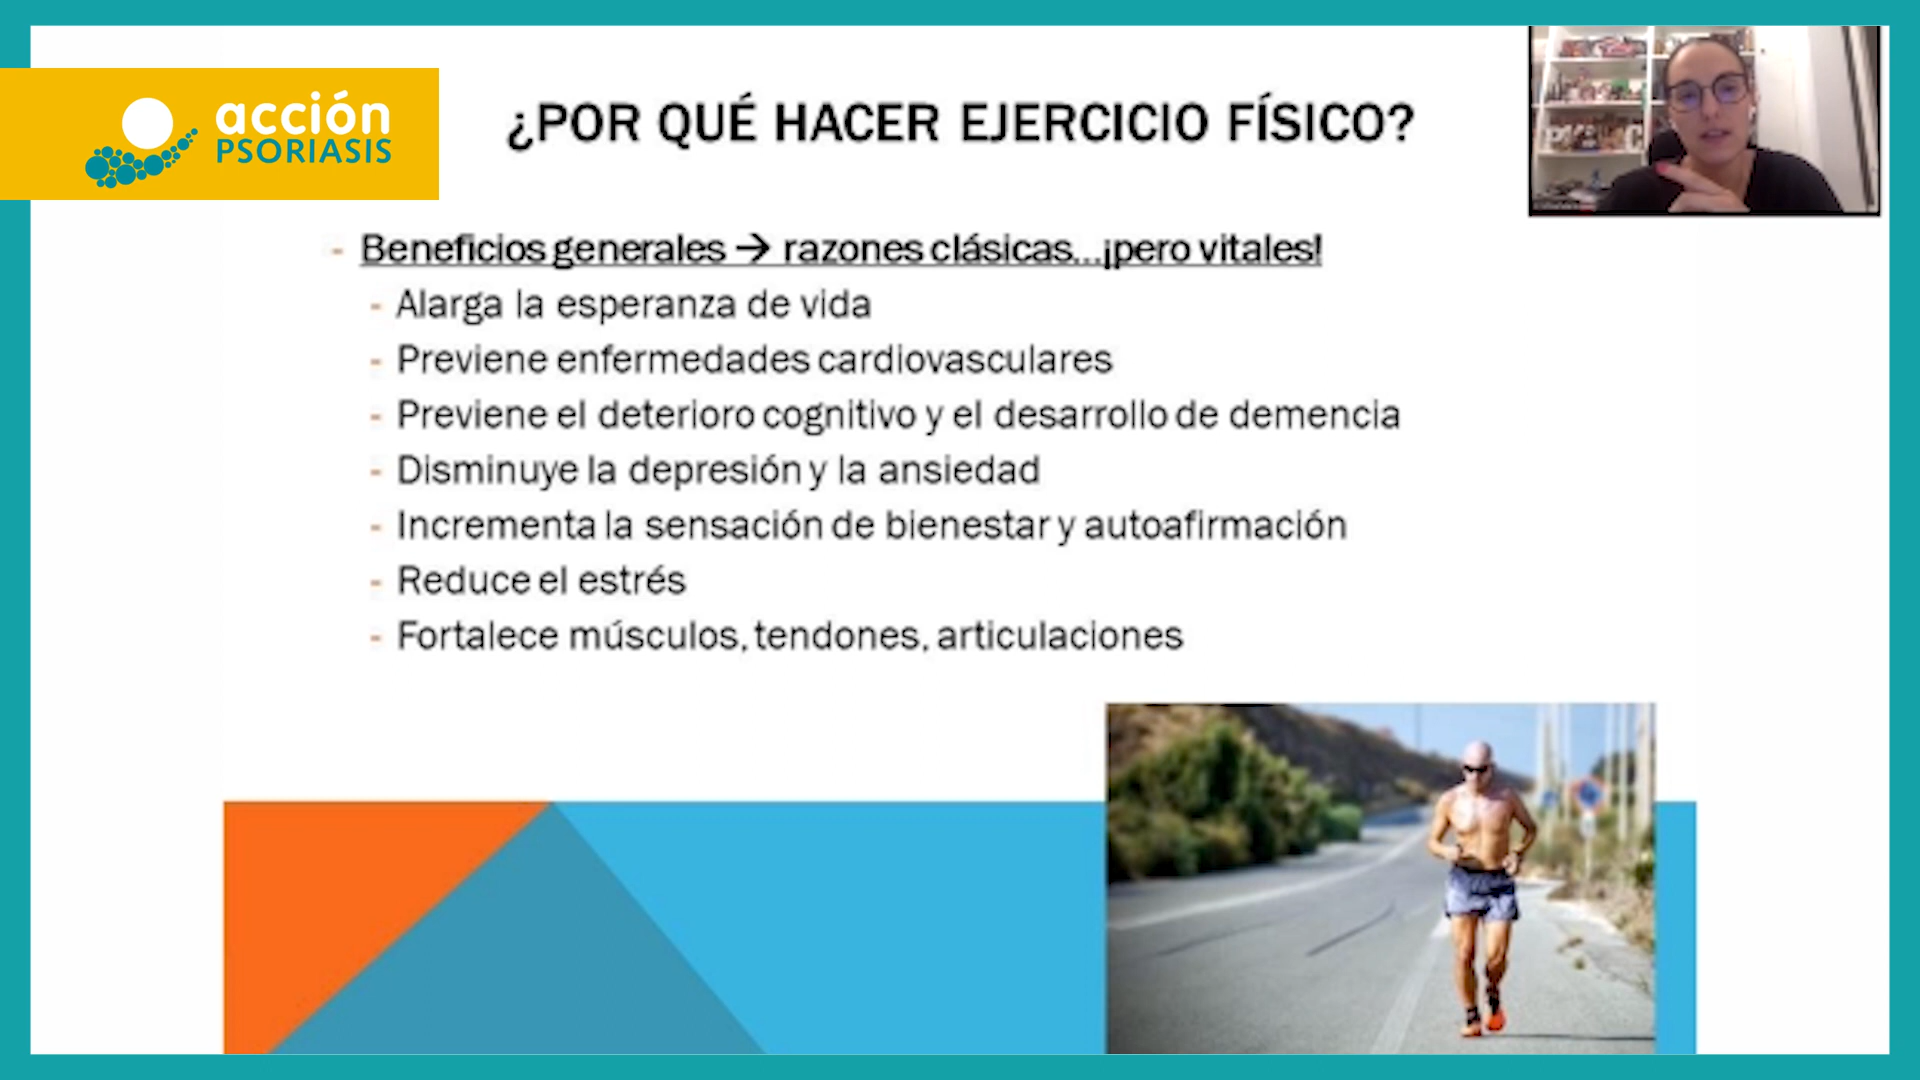 acción
PSORIASIS
¿POR QUÉ HACER EJERCICIO FÍSICO?
- Beneficios generales → razones clásicas...¡pero vitales!
- Alarga la esperanza de vida
- Previene enfermedades cardiovasculares
- Previene el deterioro cognitivo y el desarrollo de demencia
- Disminuye la depresión y la ansiedad
- Incrementa la sensación de bienestar y autoafirmación
- Reduce el estrés
- Fortalece músculos, tendones, articulaciones